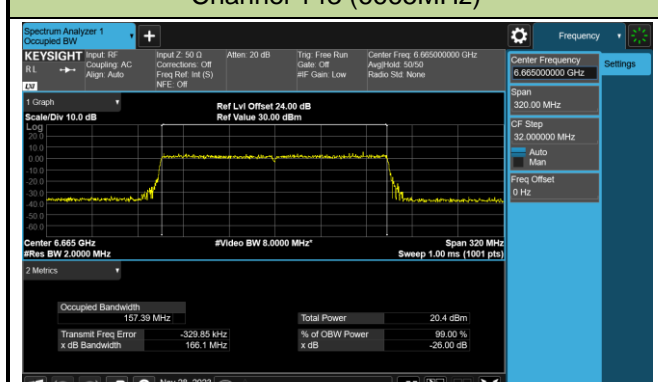 Spectrum Analyzer 1
Occupied BW
Frequency
KEYSIGHT
RL
LXI
Input: RF
Coupling: AC
Align: Auto
Input Z: 50 Ω
Corrections: Off
Freq Ref: Int (S)
NFE: Off
Atten: 20 dB
Trig: Free Run
Gate: Off
#IF Gain: Low
Center Freq: 6.665000000 GHz
Avg|Hold: 50/50
Radio Std: None
Center Frequency
6.665000000 GHz
Settings
Span
320.00 MHz
CF Step
32.000000 MHz
Auto
Man
Freq Offset
0 Hz
1 Graph
Scale/Div 10.0 dB
Ref Lvl Offset 24.00 dB
Ref Value 30.00 dBm
Log
20.0
10.0
0.00
-10.0
-20.0
-30.0
-40.0
-50.0
-60.0
Center 6.665 GHz
#Video BW 8.0000 MHz*
Span 320 MHz
#Res BW 2.0000 MHz
Sweep 1.00 ms (1001 pts)
2 Metrics
Occupied Bandwidth
157.39 MHz
Total Power
20.4 dBm
Transmit Freq Error
-329.85 kHz
% of OBW Power
99.00 %
x dB Bandwidth
166.1 MHz
x dB
-26.00 dB